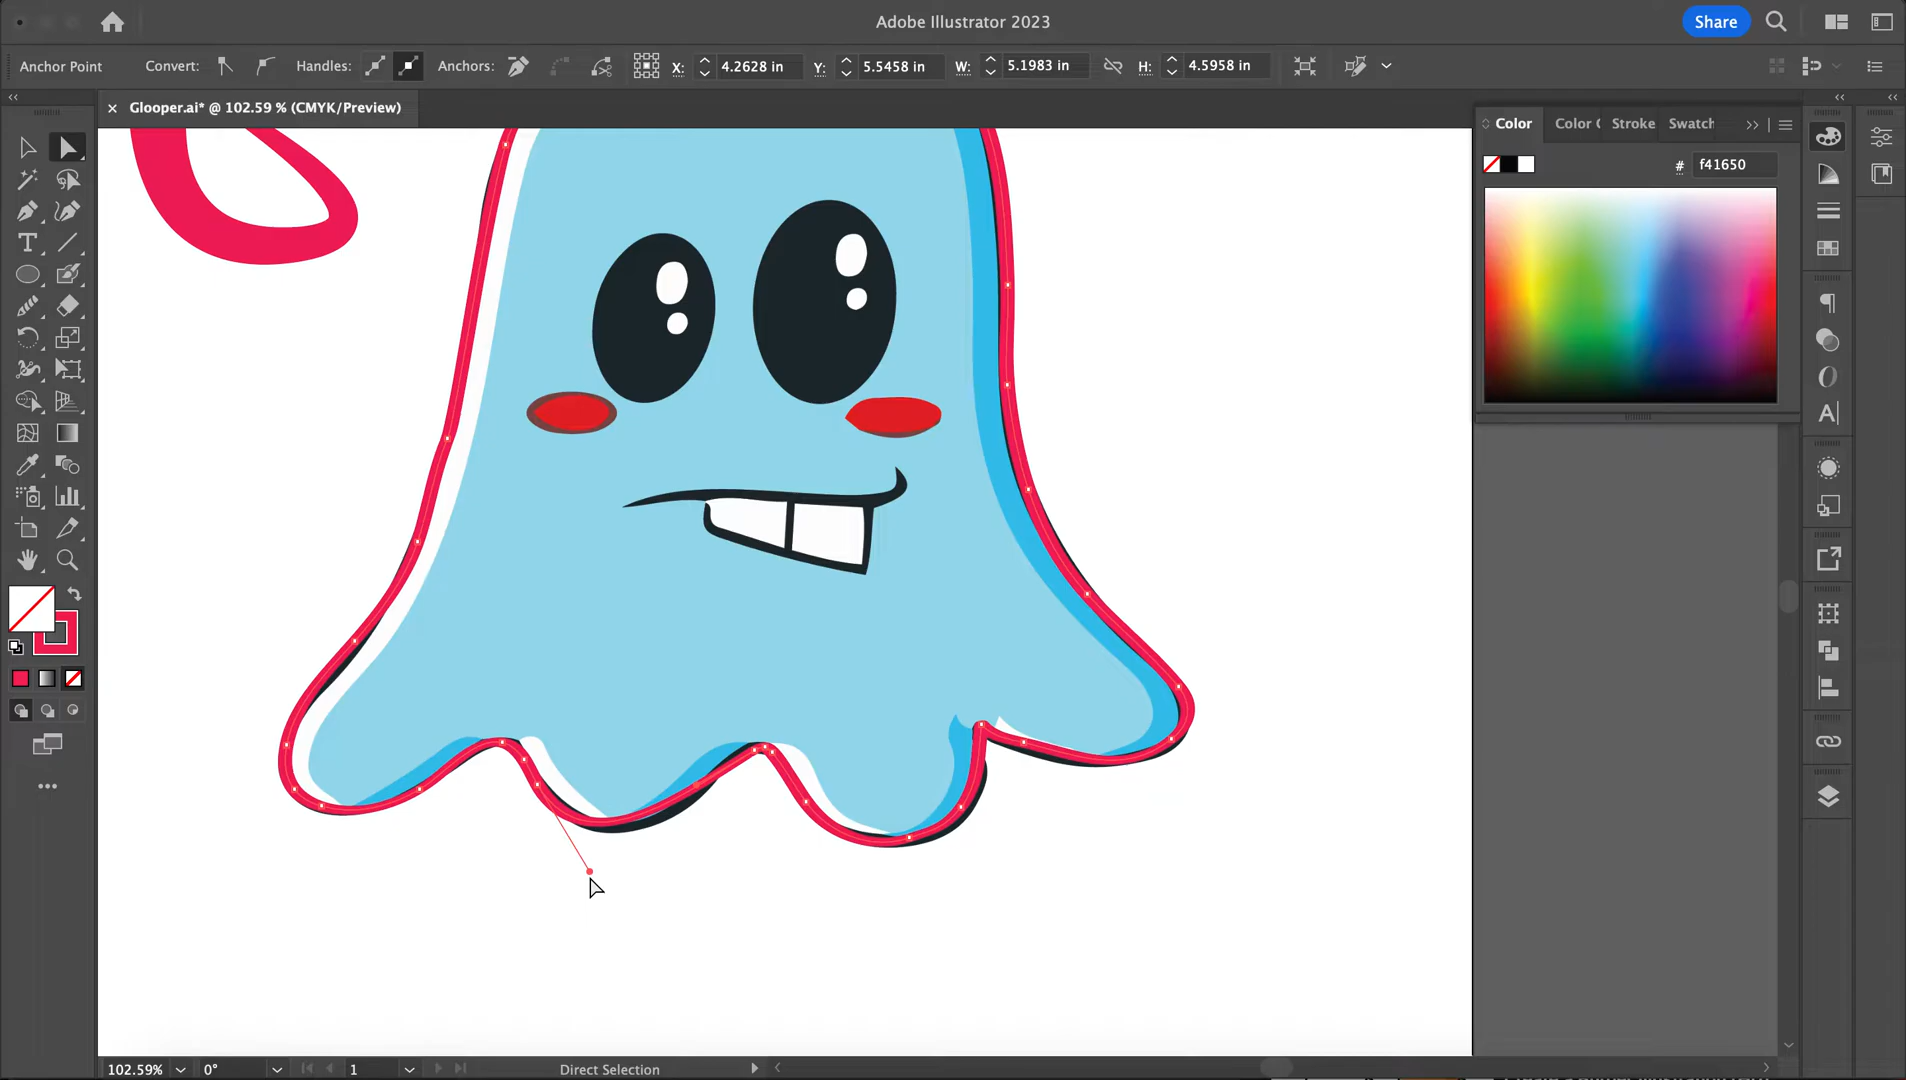 Adobe Illustrator 2023
Share
Anchor Point
Convert:
Handles:
Anchors:
X: 4.2628 in
Y: 5.5458 in
W: 5.1983 in
H: 4.5958 in
× Glooper.ai* @ 102.59 % (CMYK/Preview)
Color
Color
Stroke
Swatch
# f41650
102.59%
0°
1
Direct Selection